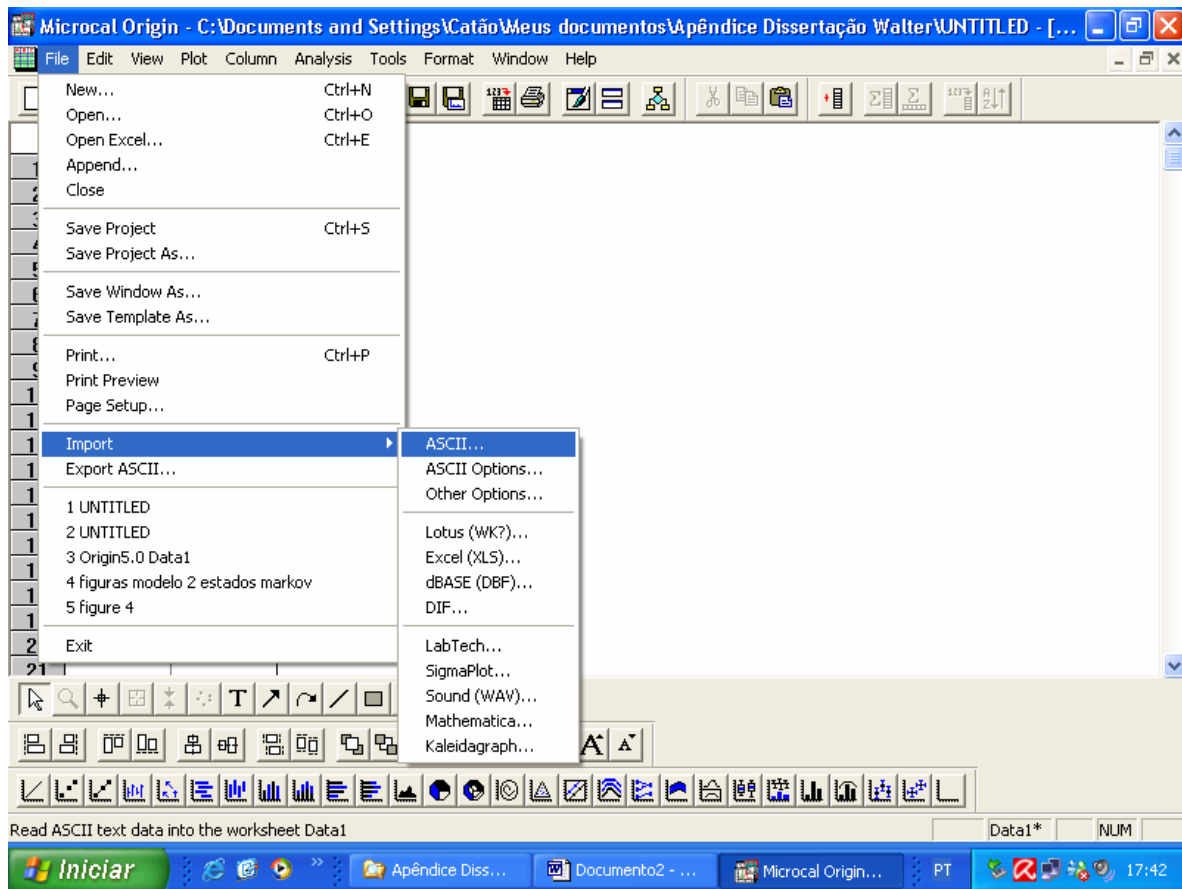 Microcal Origin - C:\Documents and Settings\Catão\Meus documentos\Apêndice Dissertação Walter\UNTITLED - [...
File Edit View Plot Column Analysis Tools Format Window Help
New... Ctrl+N
Open... Ctrl+O
Open Excel... Ctrl+E
Append...
Close
Save Project Ctrl+S
Save Project As...
Save Window As...
Save Template As...
Print... Ctrl+P
Print Preview
Page Setup...
Import
Export ASCII...
1 UNTITLED
2 UNTITLED
3 Origin5.0 Data1
4 figuras modelo 2 estados markov
5 figure 4
Exit
ASCII...
ASCII Options...
Other Options...
Lotus (WK?)...
Excel (XLS)...
dBASE (DBF)...
DIF...
LabTech...
SigmaPlot...
Sound (WAV)...
Mathematica...
Kaleidagraph...
21
T
A A
Read ASCII text data into the worksheet Data1 Data1* NUM
Iniciar Apêndice Diss... Documento2 - ... Microcal Origin... PT 17:42